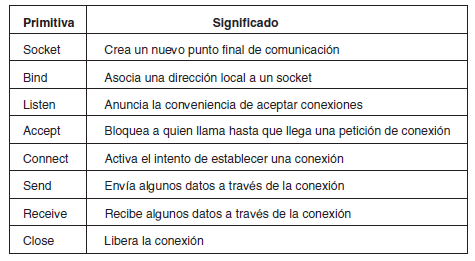 Primitiva Significado
Socket Crea un nuevo punto final de comunicación
Bind Asocia una dirección local a un socket
Listen Anuncia la conveniencia de aceptar conexiones
Accept Bloquea a quien llama hasta que llega una petición de conexión
Connect Activa el intento de establecer una conexión
Send Envía algunos datos a través de la conexión
Receive Recibe algunos datos a través de la conexión
Close Libera la conexión